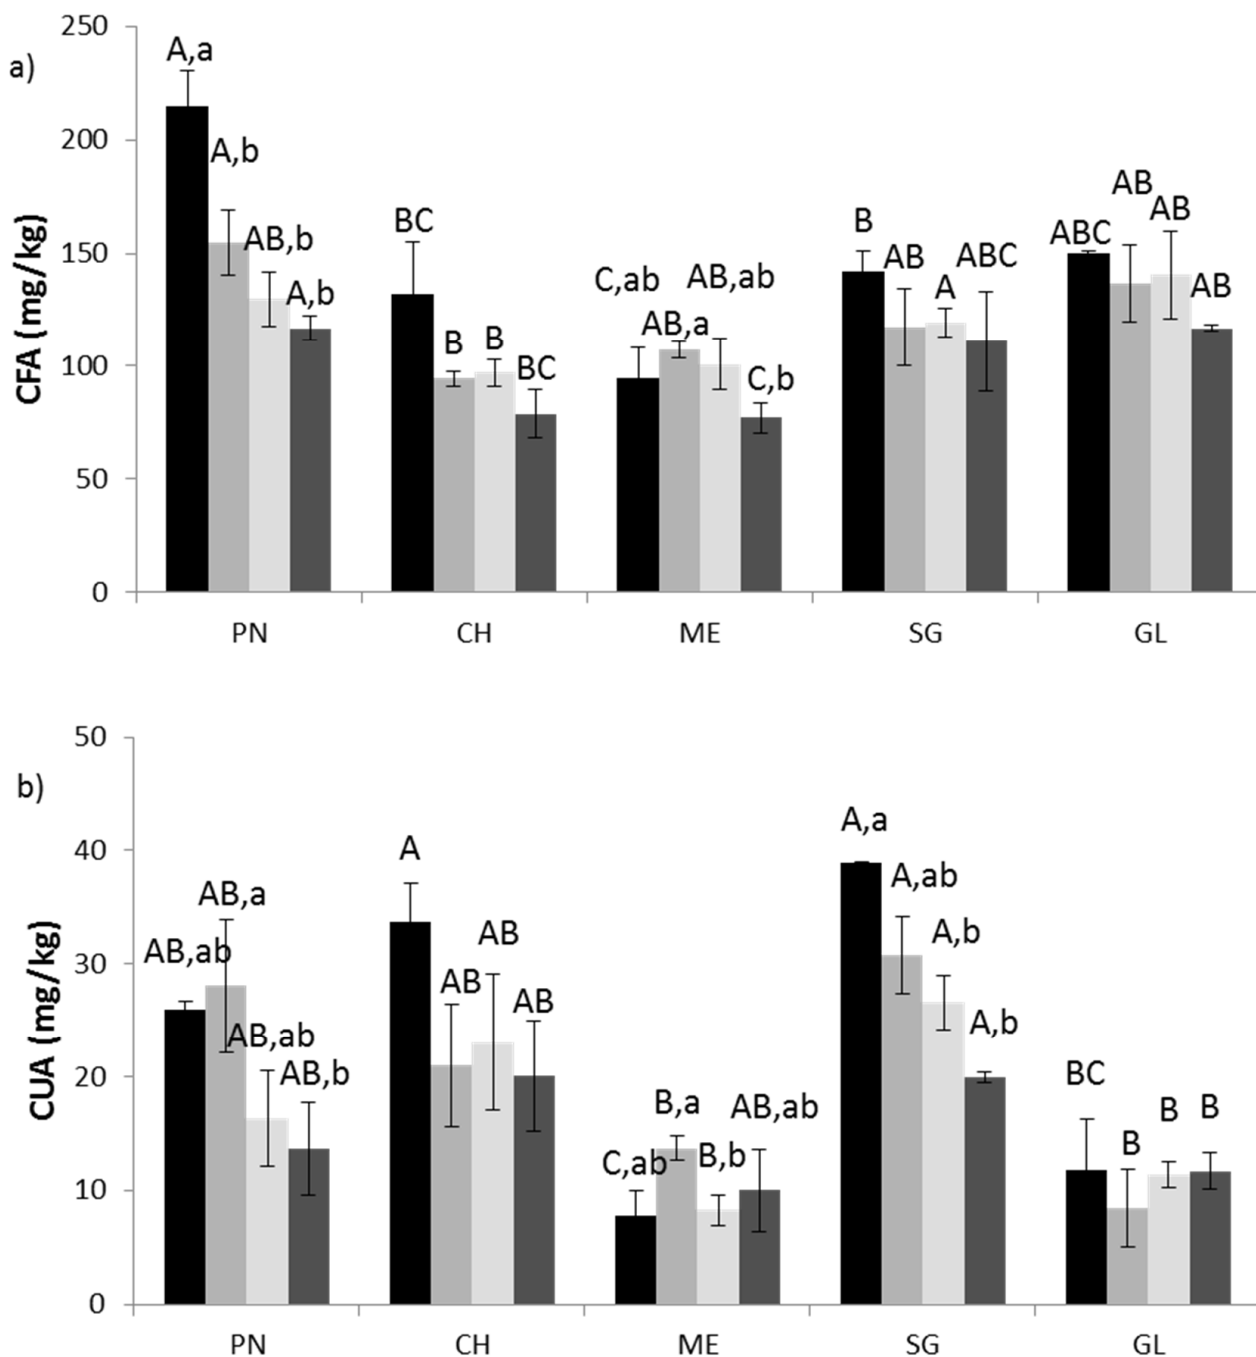 a)
CFA (mg/kg)
250
200
150
100
50
0
A,a
A,b
AB,b
A,b
BC
B
B
BC
C,ab
AB,a
AB,ab
C,b
B
AB
A
ABC
ABC
AB
AB
AB
PN CH ME SG GL
b)
CUA (mg/kg)
50
40
30
20
10
0
AB,ab
AB,a
AB,ab
AB,b
A
AB
AB
AB
C,ab
B,a
B,b
AB,ab
A,a
A,ab
A,b
A,b
BC
B
B
B
PN CH ME SG GL